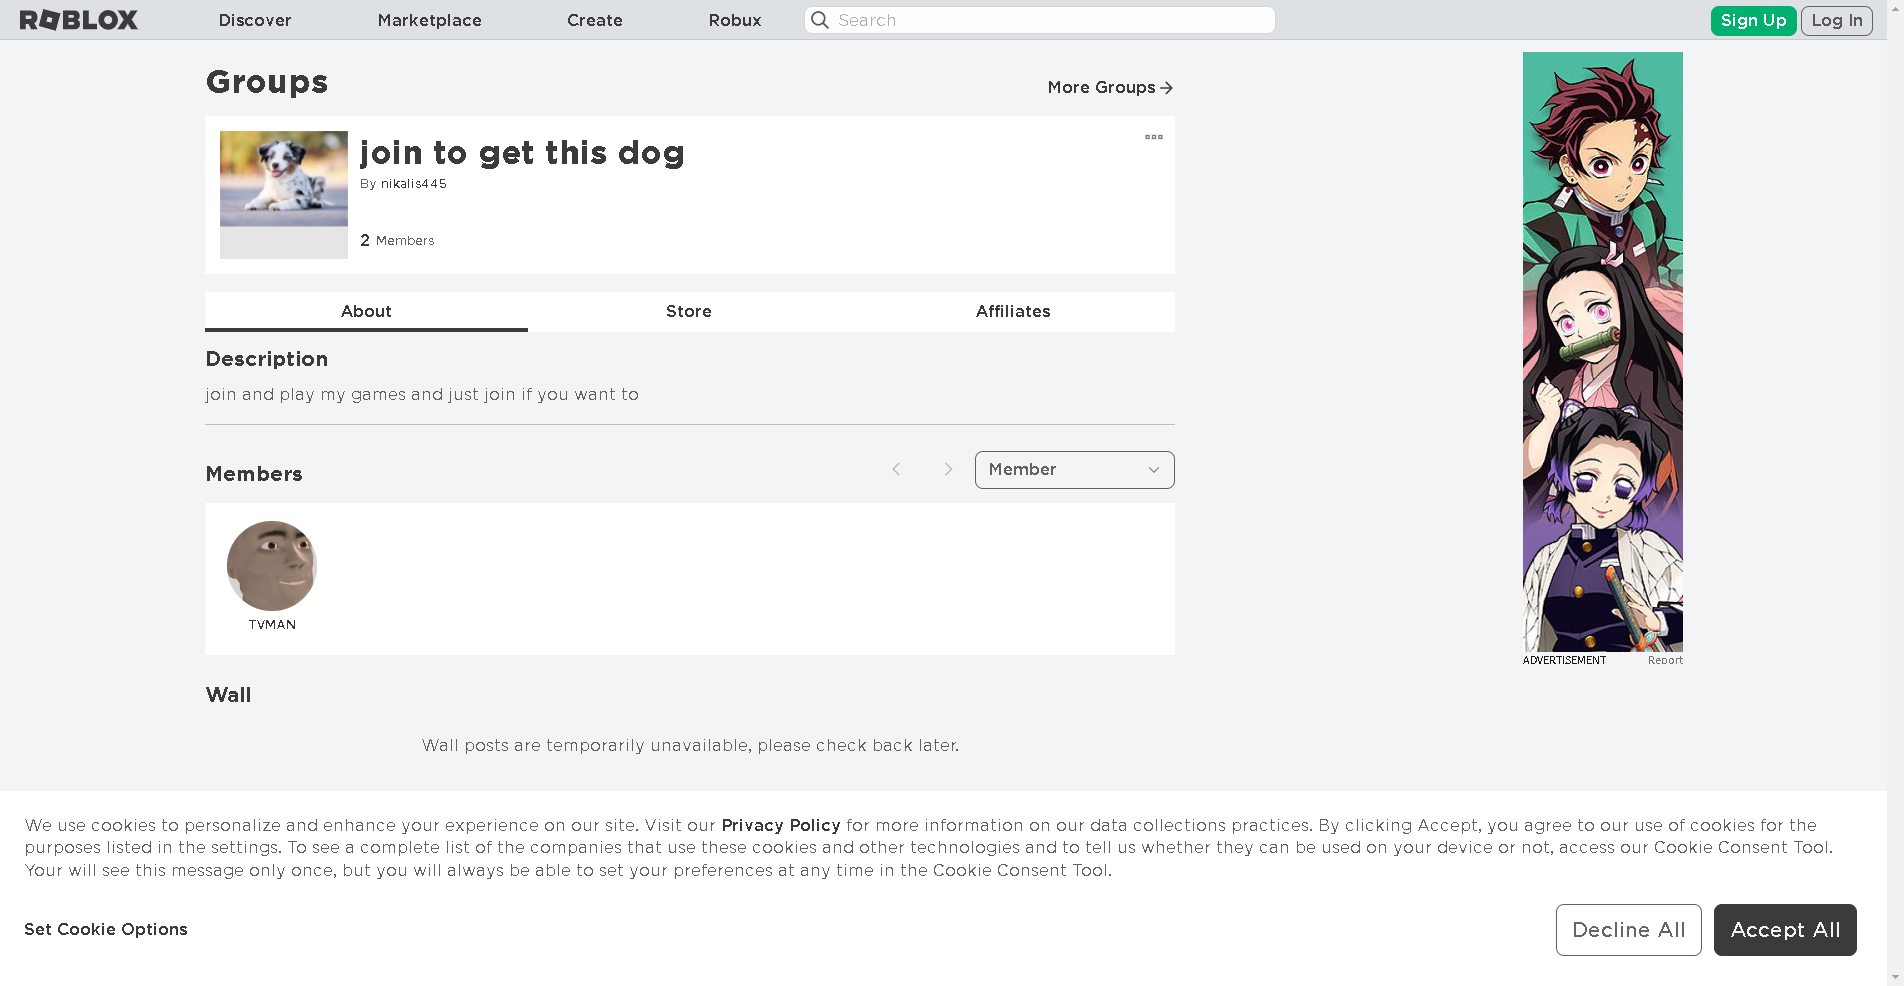 ROBLOX
Discover
Marketplace
Create
Robux
Search
Sign Up
Log In
Groups
More Groups
join to get this dog
By nikalis445
2 Members
About
Store
Affiliates
Description
join and play my games and just join if you want to
Members
Member
TVMAN
ADVERTISEMENT
Report
Wall
Wall posts are temporarily unavailable, please check back later.
We use cookies to personalize and enhance your experience on our site. Visit our Privacy Policy for more information on our data collections practices. By clicking Accept, you agree to our use of cookies for the
purposes listed in the settings. To see a complete list of the companies that use these cookies and other technologies and to tell us whether they can be used on your device or not, access our Cookie Consent Tool.
Your will see this message only once, but you will always be able to set your preferences at any time in the Cookie Consent Tool.
Set Cookie Options
Decline All
Accept All